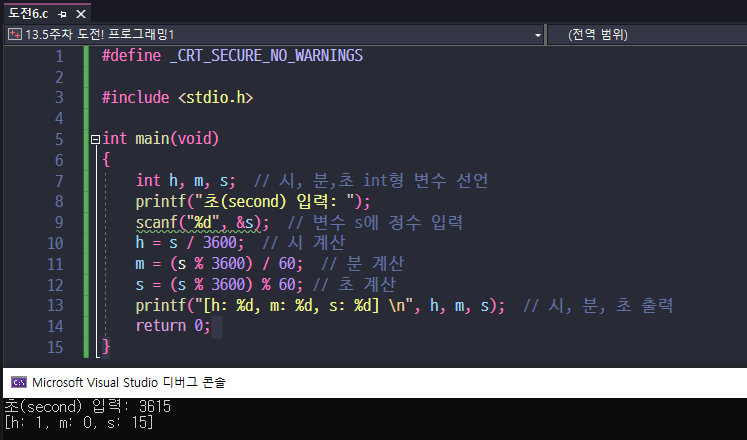 도전6.c
13.5주차 도전! 프로그래밍1
(전역 범위)
1 #define _CRT_SECURE_NO_WARNINGS
2
3 #include <stdio.h>
4
5 int main(void)
6 {
7 int h, m, s;  // 시, 분,초 int형 변수 선언
8 printf("초(second) 입력: ");
9 scanf("%d", &s);  // 변수 s에 정수 입력
10 h = s / 3600;  // 시 계산
11 m = (s % 3600) / 60;  // 분 계산
12 s = (s % 3600) % 60; // 초 계산
13 printf("[h: %d, m: %d, s: %d] \n", h, m, s);  // 시, 분, 초 출력
14 return 0;
15 }
C:\ Microsoft Visual Studio 디버그 콘솔
초(second) 입력: 3615
[h: 1, m: 0, s: 15]